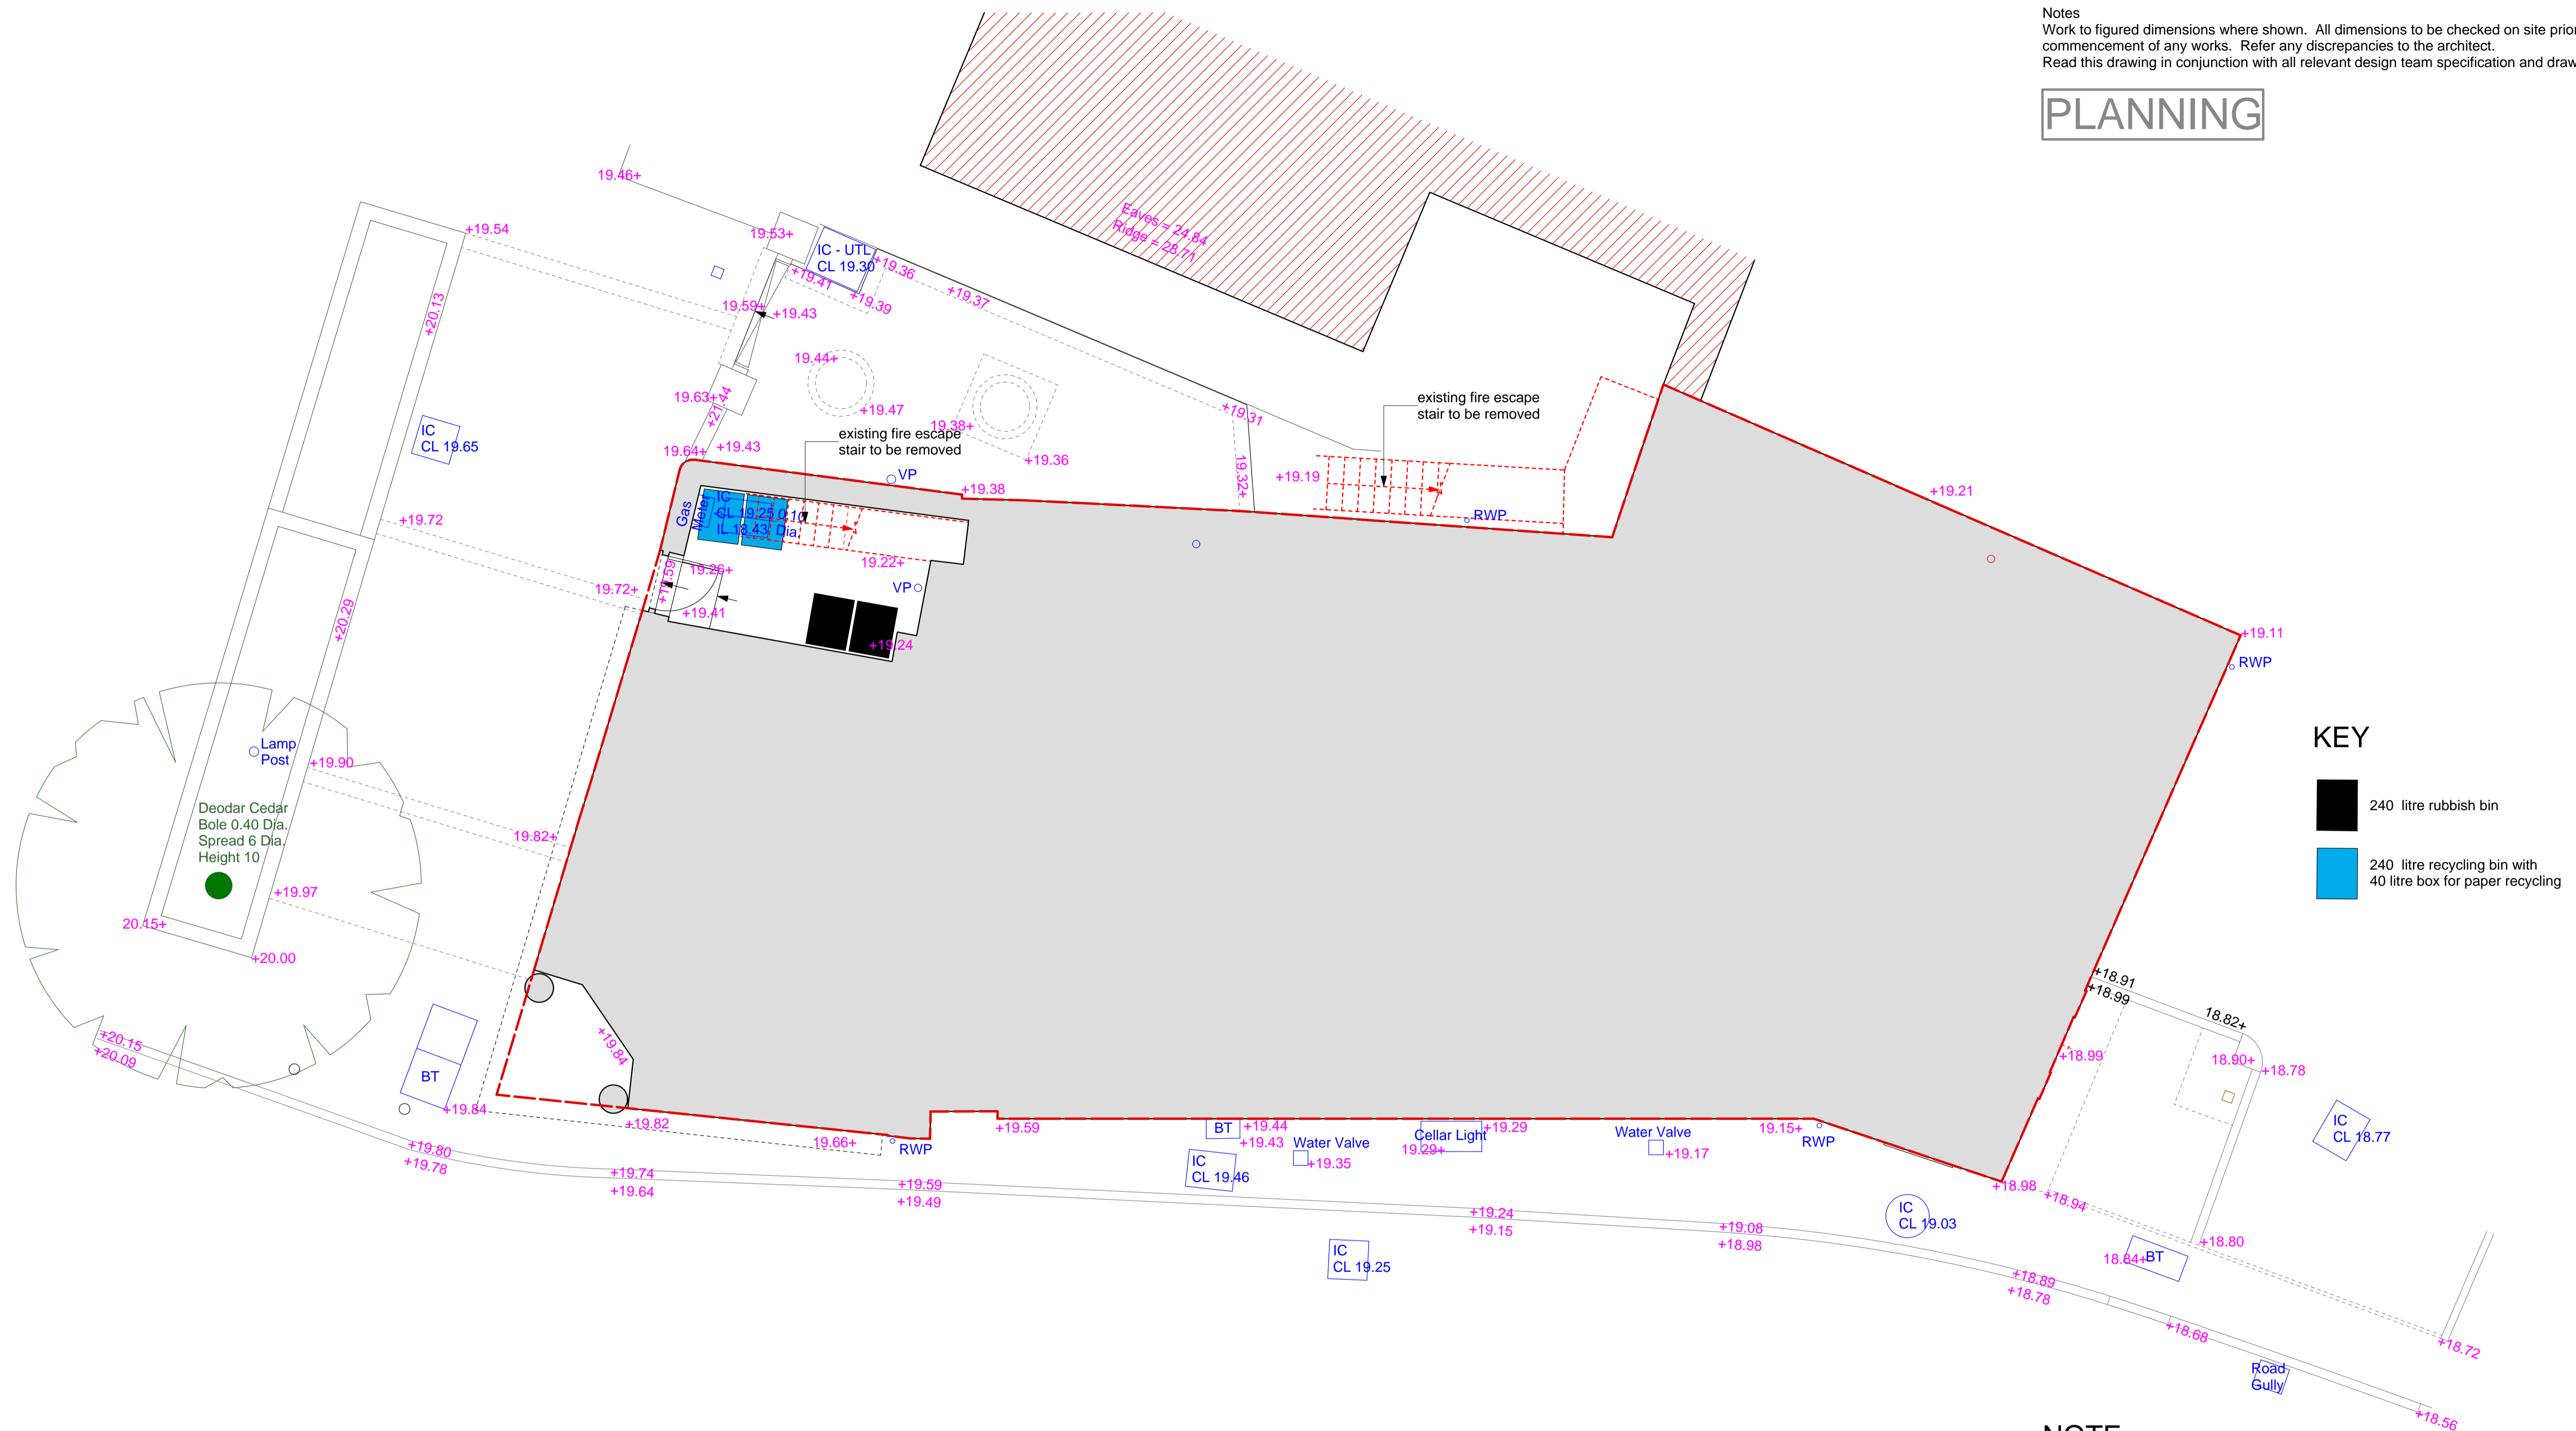 Notes
Work to figured dimensions where shown. All dimensions to be checked on site prior
commencement of any works. Refer any discrepancies to the architect.
Read this drawing in conjunction with all relevant design team specification and draw
PLANNING
19.46+
+19.54
19.53+
IC - UTL
CL 19.30
+19.36
+19.41
+19.39
+19.37
Eaves = 24.84
Ridge = 28.71
+20.13
19.59+
+19.43
19.44+
19.63+
+21.44
+19.47
19.38+
+19.31
existing fire escape
stair to be removed
existing fire escape
stair to be removed
IC
CL 19.65
19.64+
+19.43
+19.36
VP
+19.38
19.32+
+19.19
+19.21
RWP
Gas
Meter
IC
CL 19.25
0.10
IL 18.43
Dia.
+19.72
19.72+
+19.59
19.26+
19.22+
VP
+19.41
+19.24
+20.29
+19.11
RWP
KEY
240 litre rubbish bin
240 litre recycling bin with
40 litre box for paper recycling
Lamp
Post
+19.90
Deodar Cedar
Bole 0.40 Dia.
Spread 6 Dia.
Height 10
19.82+
+19.97
20.15+
+20.00
+18.91
+18.99
18.82+
+20.15
+20.09
+19.84
BT
+19.84
+18.99
18.90+
+18.78
IC
CL 18.77
+19.82
19.66+
RWP
+19.59
BT
+19.44
+19.43
Water Valve
+19.35
Cellar Light
+19.29
19.29+
Water Valve
+19.17
19.15+
RWP
+19.80
+19.78
+19.74
+19.64
+19.59
+19.49
IC
CL 19.46
+19.24
+19.15
+19.08
+18.98
IC
CL 19.03
+18.98
+18.94
IC
CL 19.25
18.84+
BT
+18.80
+18.89
+18.78
+18.68
+18.72
Road
Gully
+18.56
NOTE